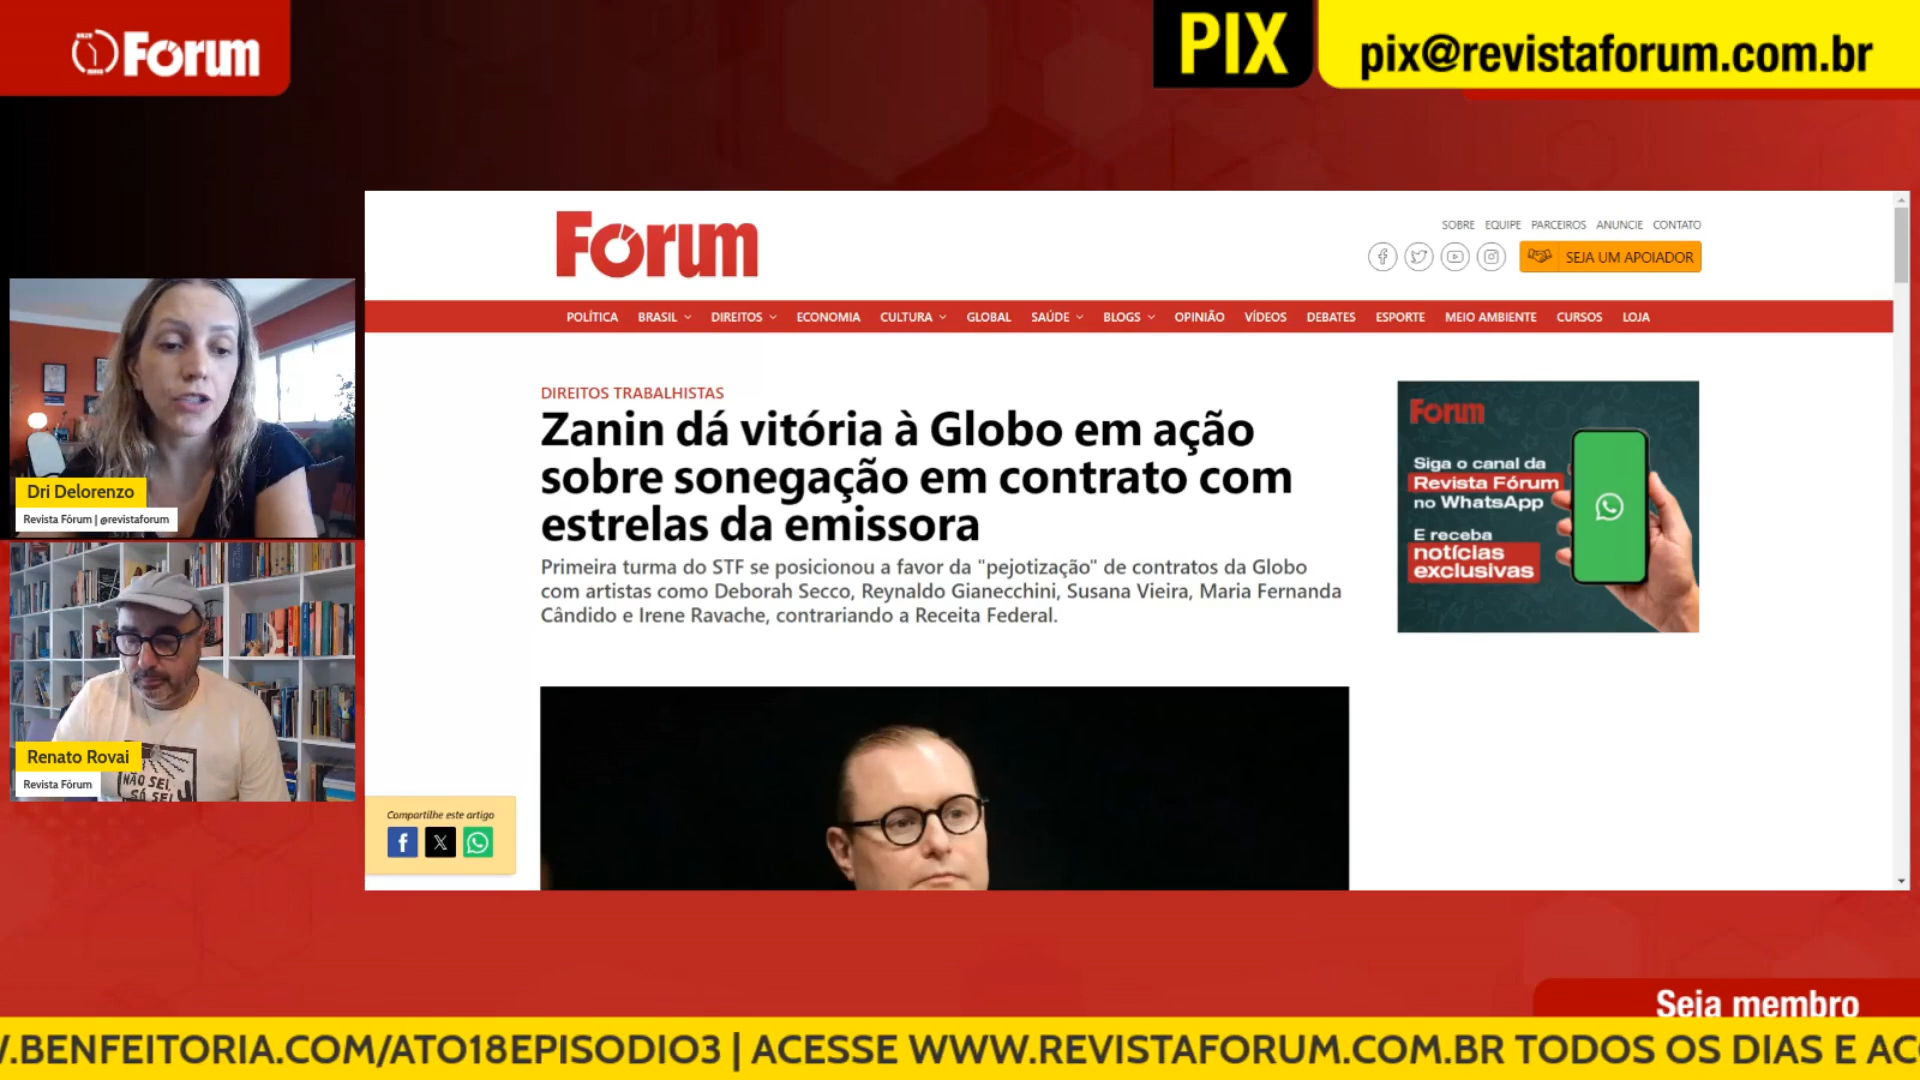 Forum
PIX
pix@revistaforum.com.br
Forum
SOBRE EQUIPE PARCEIROS ANUNCIE CONTATO
SEJA UM APOIADOR
POLÍTICA BRASIL DIREITOS ECONOMIA CULTURA GLOBAL SAÚDE BLOGS OPINIÃO VÍDEOS DEBATES ESPORTE MEIO AMBIENTE CURSOS LOJA
DIREITOS TRABALHISTAS
Zanin dá vitória à Globo em ação
sobre sonegação em contrato com
estrelas da emissora
Primeira turma do STF se posicionou a favor da "pejotização" de contratos da Globo
com artistas como Deborah Secco, Reynaldo Gianecchini, Susana Vieira, Maria Fernanda
Cândido e Irene Ravache, contrariando a Receita Federal.
Forum
Siga o canal da
Revista Fórum
no WhatsApp
E receba
notícias
exclusivas
Dri Delorenzo
Revista Fórum | @revistaforum
Renato Rovai
Revista Fórum
NÃO SEI,
SÓ SEI
Compartilhe este artigo
Seja membro
.BENFEITORIA.COM/ATO18EPISODIO3 | ACESSE WWW.REVISTAFORUM.COM.BR TODOS OS DIAS E